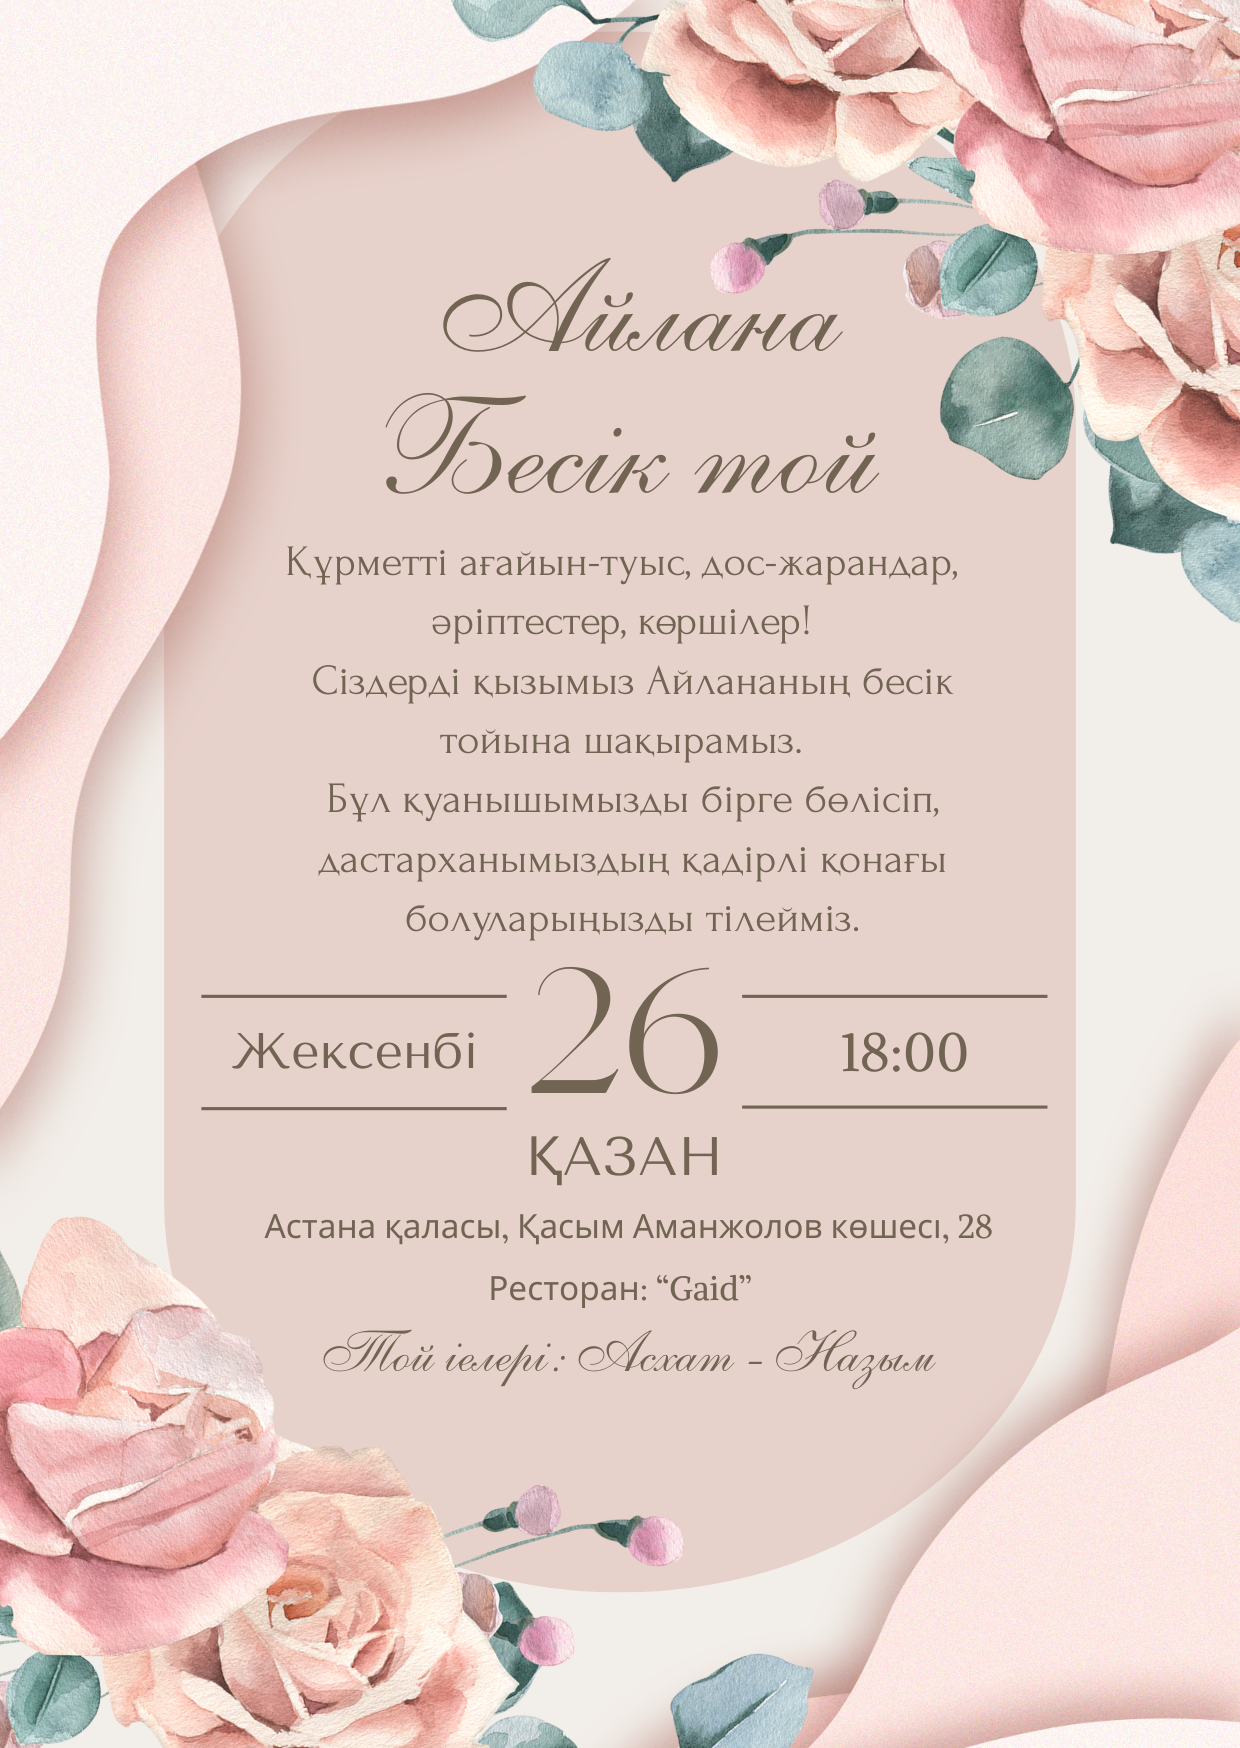 Айлана
Бесік той
Құрметті ағайын-туыс, дос-жарандар,
әріптестер, көршілер!
Сіздерді қызымыз Айлананың бесік
тойына шақырамыз.
Бұл қуанышымызды бірге бөлісіп,
дастарханымыздың қадірлі қонағы
болуларыңызды тілейміз.
Жексенбі 26 18:00
ҚАЗАН
Астана қаласы, Қасым Аманжолов көшесı, 28
Ресторан: “Gaid”
Той іелері: Асхат - Назым